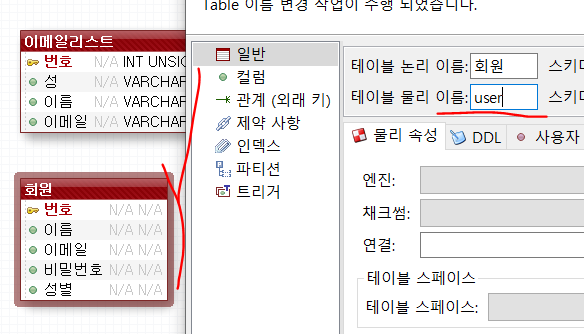 Table 이름 변경 작업이 수행 되었습니다.
이메일리스트
번호 N/A INT UNSIG
성 N/A VARCHAR
이름 N/A VARCHAR
이메일 N/A VARCHAR
회원
번호 N/A N/A
이름 N/A N/A
이메일 N/A N/A
비밀번호 N/A N/A
성별 N/A N/A
일반
컬럼
관계 (외래 키)
제약 사항
인덱스
파티션
트리거
테이블 논리 이름: 회원 스키마
테이블 물리 이름: user 스키마
물리 속성 DDL 사용자
엔진:
채크썸:
연결:
테이블 스페이스
테이블 스페이스: